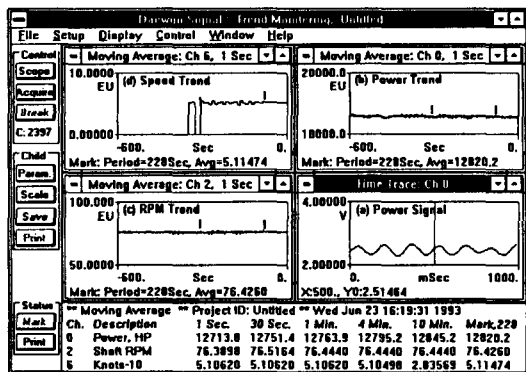 Daewoo Signal - Trend Monitoring, Untitled
File Setup Display Control Window Help
Control
Scope
Acquire
Break
C: 2397
Child
Param.
Scale
Save
Print
Status
Mark
Print
Moving Average: Ch 6, 1 Sec
10.0000
EU
(d) Speed Trend
0.00000
-600. Sec 0.
Mark: Period=228Sec, Avg=5.11474
Moving Average: Ch 0, 1 Sec
20000.0
EU
(b) Power Trend
10000.0
-600. Sec 0.
Mark: Period=228Sec, Avg=12820.2
Moving Average: Ch 2, 1 Sec
100.000
EU
(c) RPM Trend
50.0000
-600. Sec 0.
Mark: Period=228Sec, Avg=76.4260
Time Trace: Ch 0
4.00000
V
(a) Power Signal
2.00000
0. mSec 1000.
X:500., Y0:2.51464
** Moving Average ** Project ID: Untitled ** Wed Jun 23 16:19:31 1993
Ch. Description 1 Sec. 30 Sec. 1 Min. 4 Min. 10 Min. Mark,228
0 Power, HP 12713.8 12751.4 12763.9 12795.2 12845.2 12820.2
2 Shaft RPM 76.3898 76.5164 76.4440 76.4440 76.4440 76.4260
6 Knots-10 5.10620 5.10620 5.10620 5.10498 2.83569 5.11474